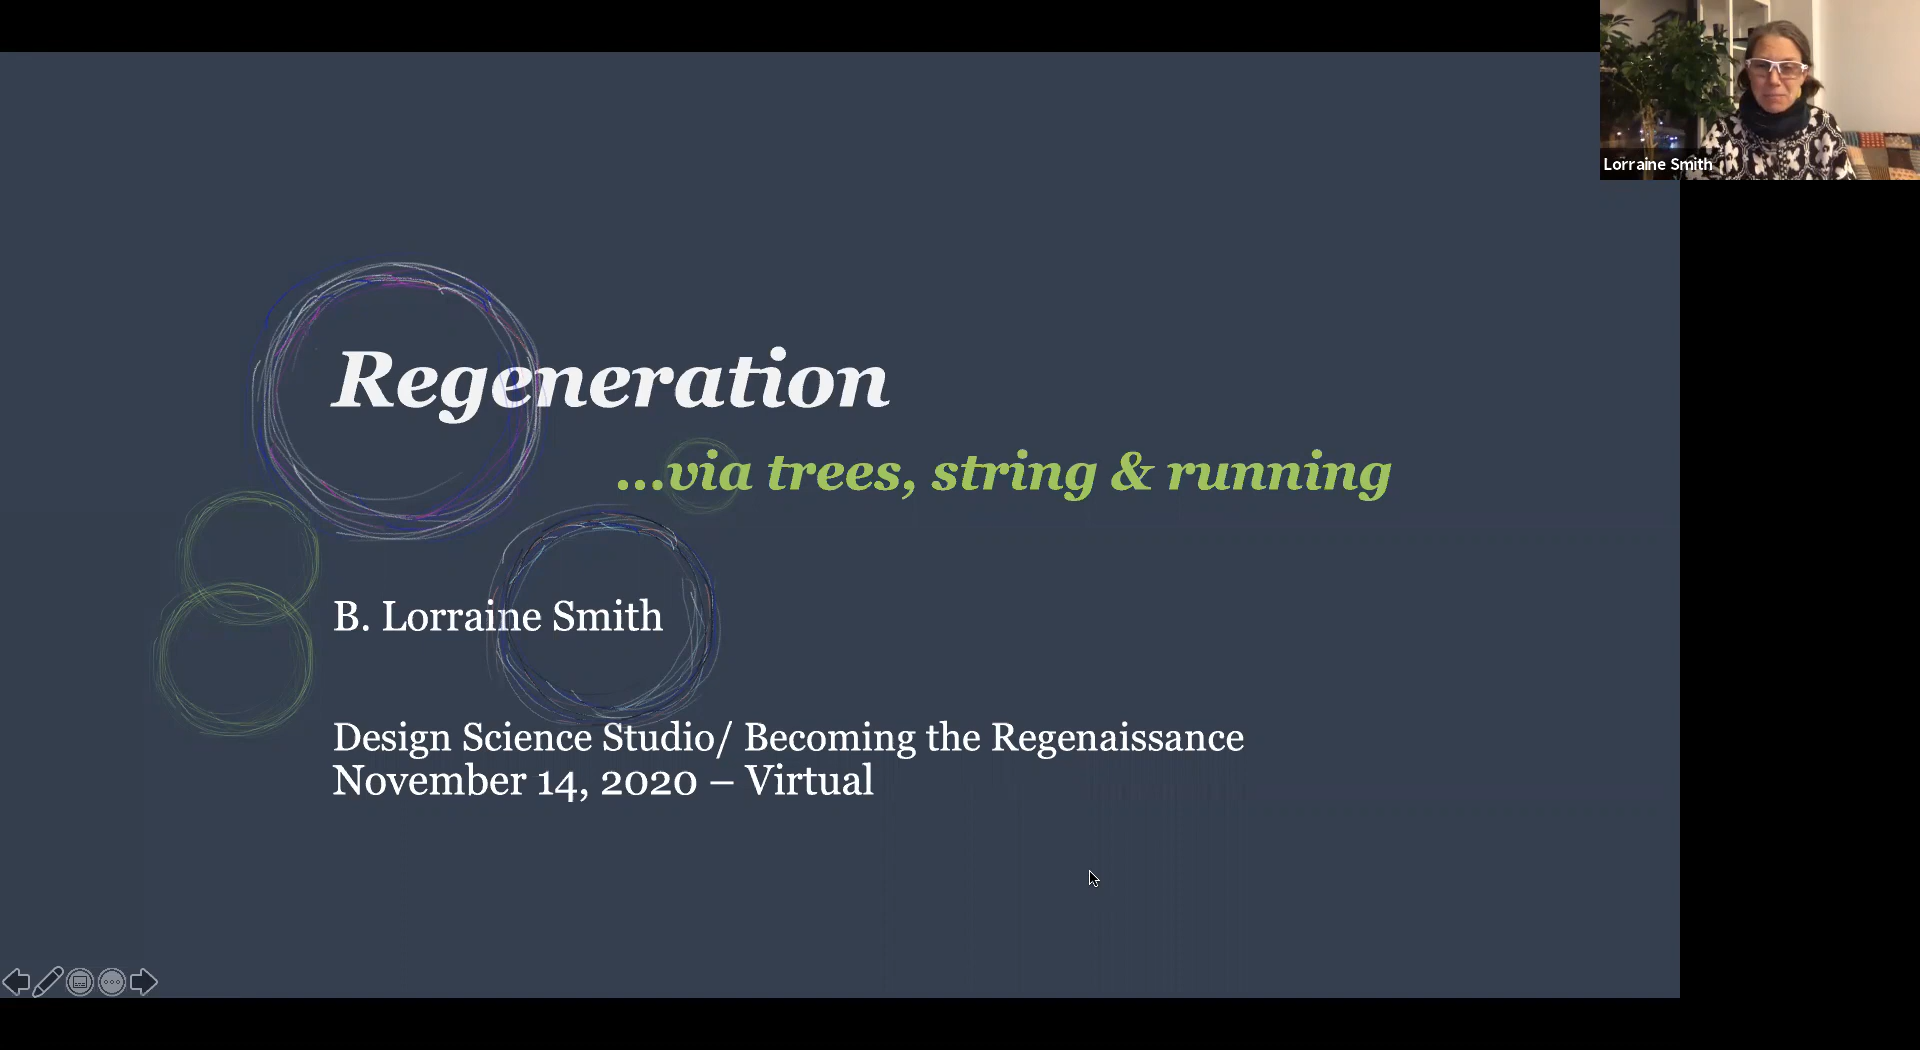 Lorraine Smith
Regeneration
...via trees, string & running
B. Lorraine Smith
Design Science Studio/ Becoming the Regenaissance
November 14, 2020 – Virtual